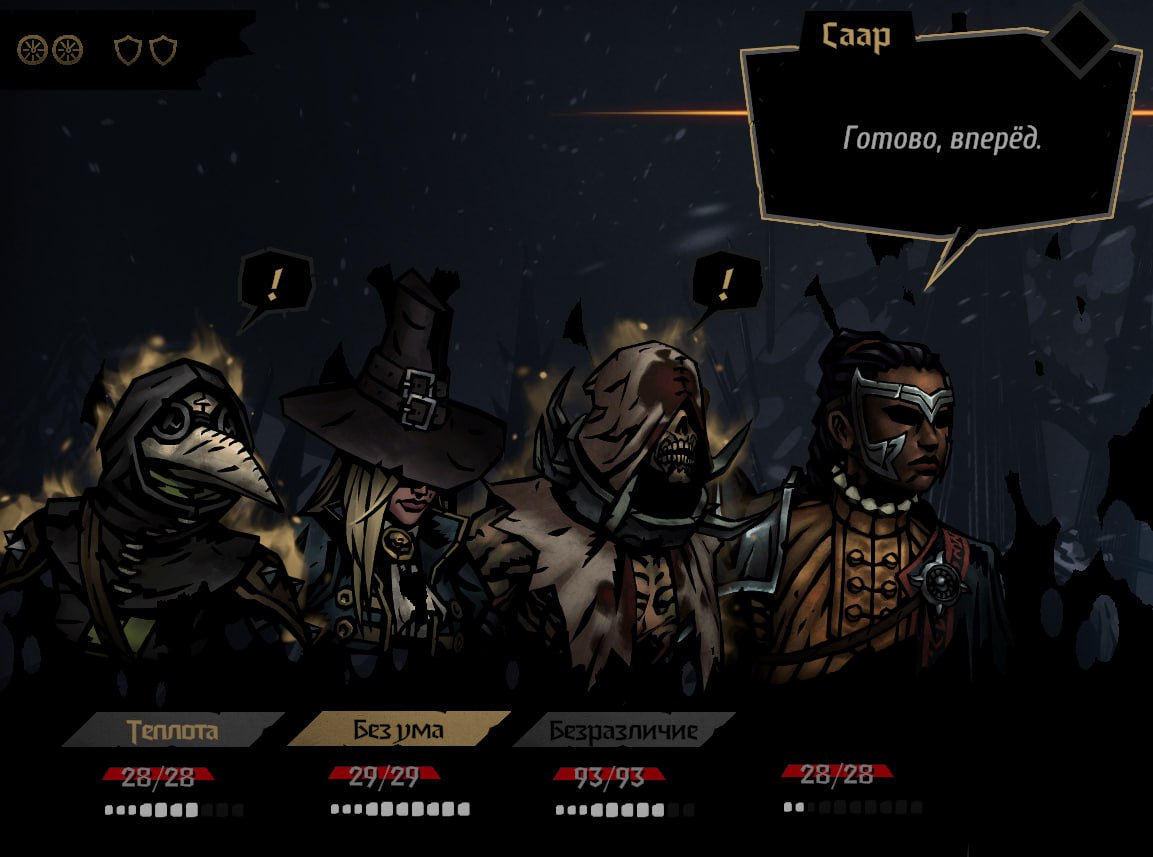 Саар
Готово, вперёд.
!
!
Теплота
Без ума
Безразличие
28/28
29/29
93/93
28/28